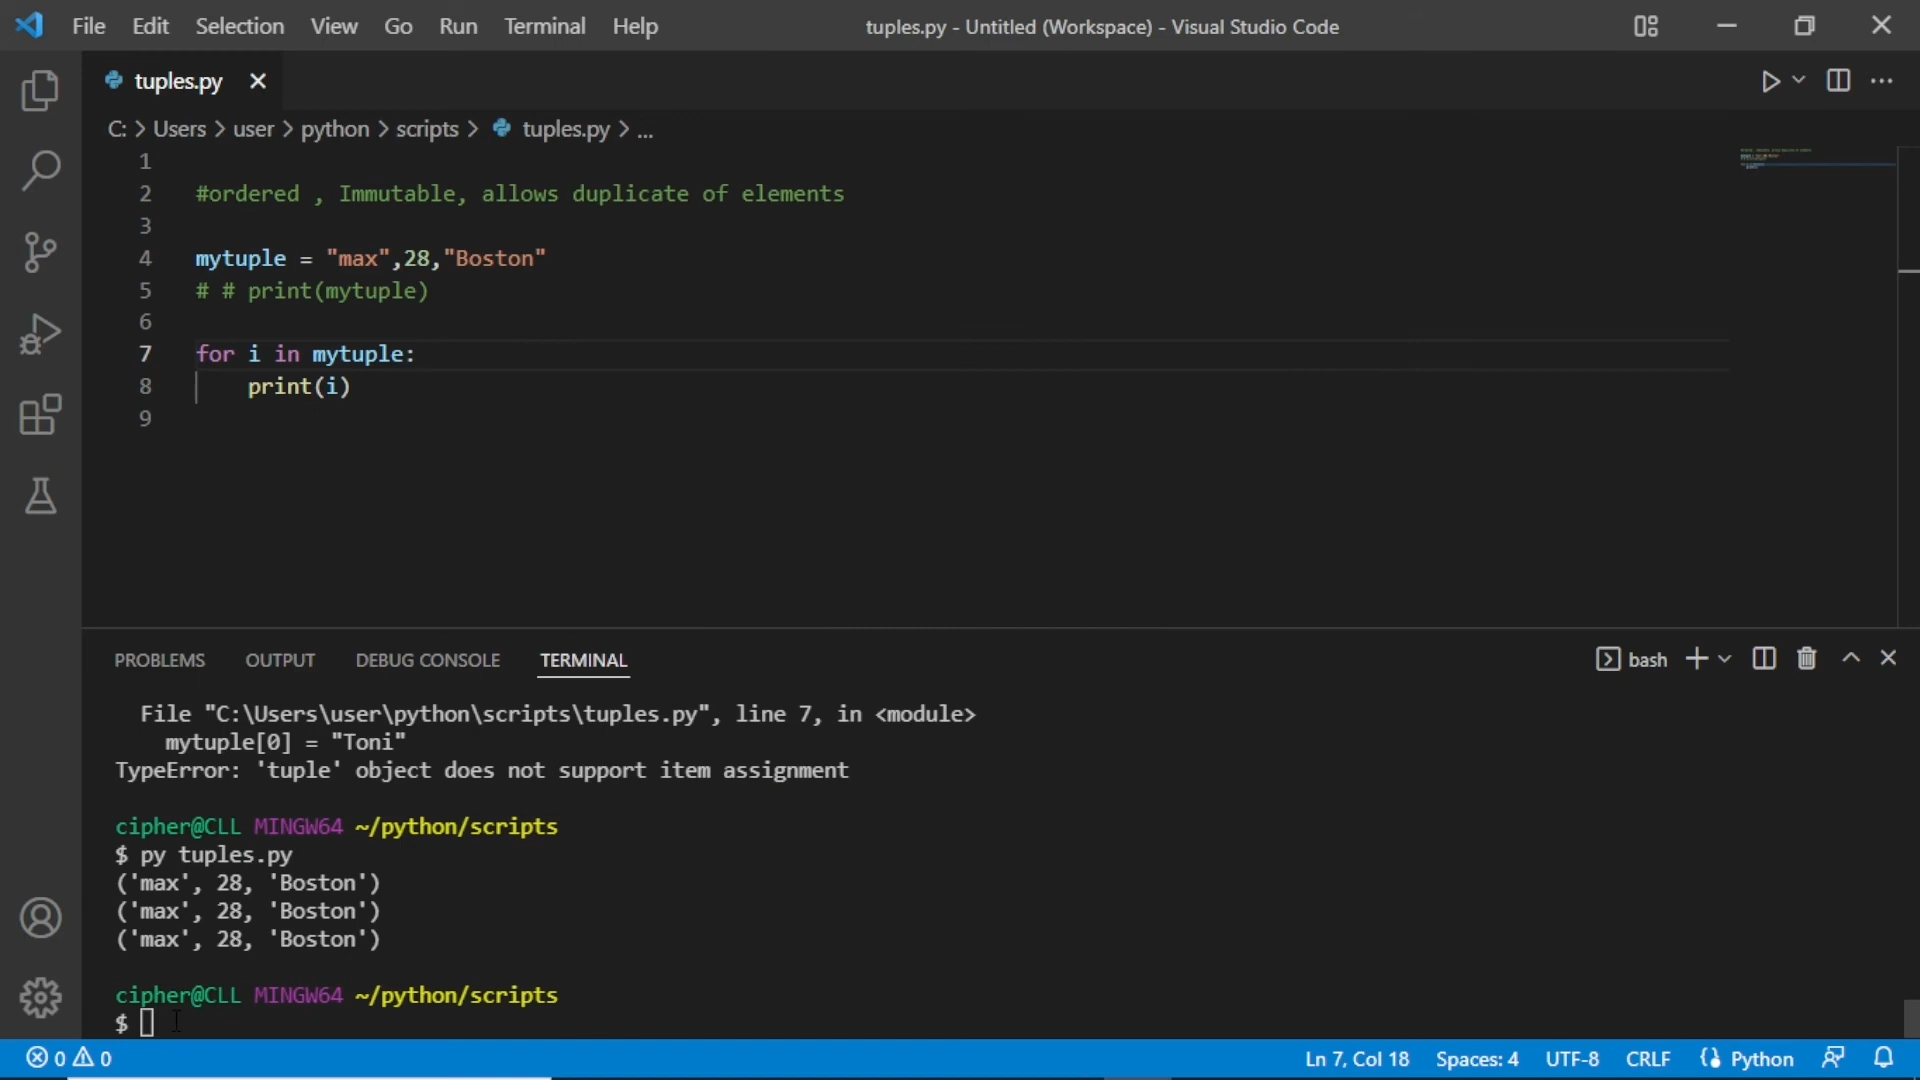 File Edit Selection View Go Run Terminal Help tuples.py - Untitled (Workspace) - Visual Studio Code
tuples.py
C: > Users > user > python > scripts > tuples.py > ...
1
2 #ordered , Immutable, allows duplicate of elements
3
4 mytuple = "max",28,"Boston"
5 # # print(mytuple)
6
7 for i in mytuple:
8 print(i)
9
PROBLEMS OUTPUT DEBUG CONSOLE TERMINAL bash
File "C:\Users\user\python\scripts\tuples.py", line 7, in <module>
mytuple[0] = "Toni"
TypeError: 'tuple' object does not support item assignment
cipher@CLL MINGW64 ~/python/scripts
$ py tuples.py
('max', 28, 'Boston')
('max', 28, 'Boston')
('max', 28, 'Boston')
cipher@CLL MINGW64 ~/python/scripts
$
0 0 Ln 7, Col 18 Spaces: 4 UTF-8 CRLF Python